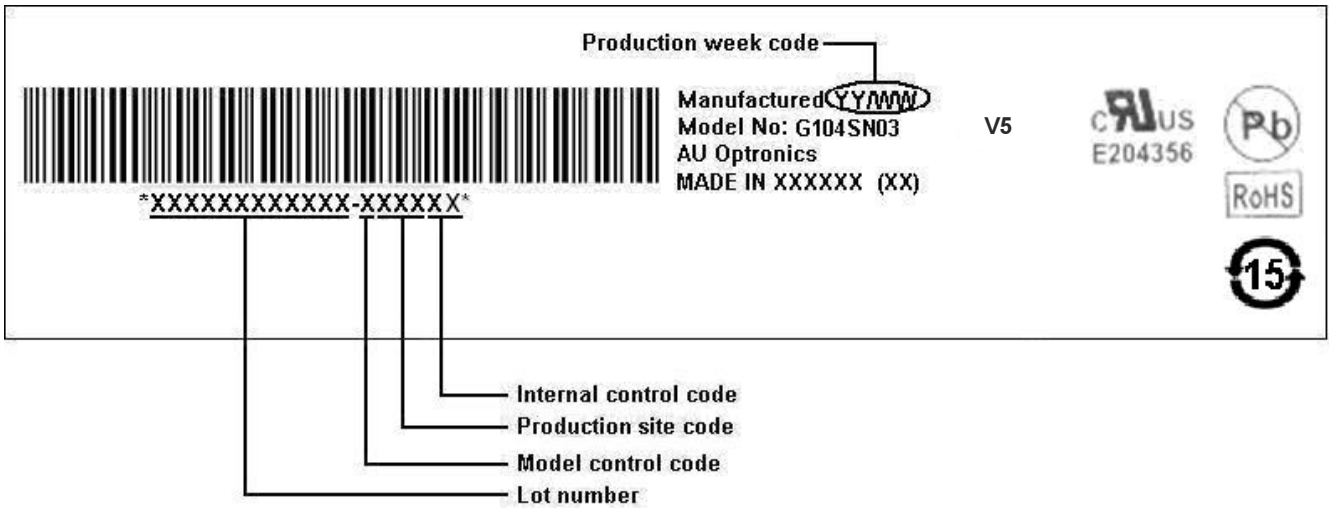 Production week code
Manufactured YY/WW
Model No: G104SN03 V5
AU Optronics
MADE IN XXXXXX (XX)
*XXXXXXXXXXXX-XXXXXX*
c RU US
E204356
Pb
RoHS
15
Internal control code
Production site code
Model control code
Lot number